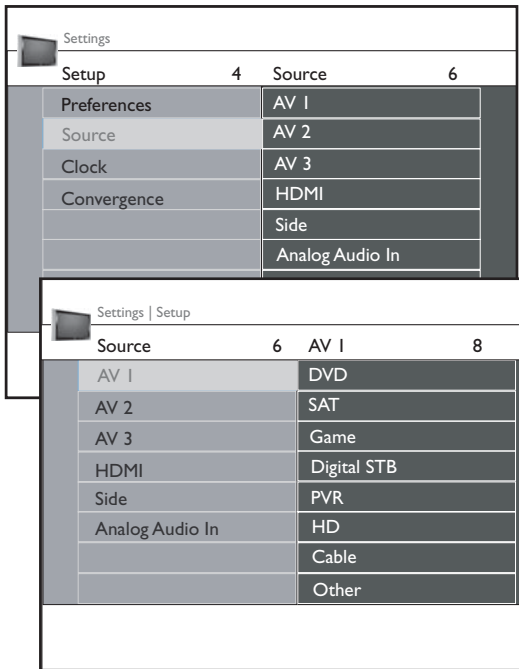 Settings
Setup 4 Source 6
Preferences AV 1
Source AV 2
Clock AV 3
Convergence HDMI
Side
Analog Audio In
Settings | Setup
Source 6 AV 1 8
AV 1 DVD
AV 2 SAT
AV 3 Game
HDMI Digital STB
Side PVR
Analog Audio In HD
Cable
Other